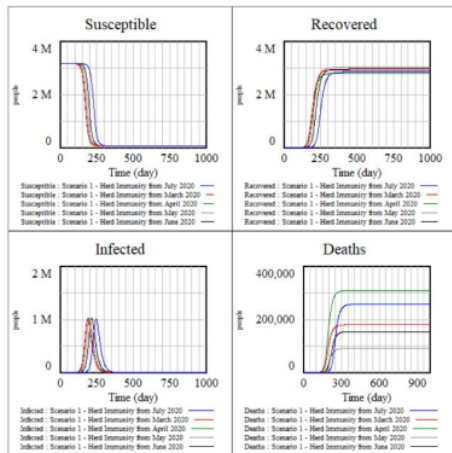 Susceptible
4 M
2 M
0
people
0 250 500 750 1000
Time (day)
Susceptible : Scenario 1 - Herd Immunity from July 2020
Susceptible : Scenario 1 - Herd Immunity from March 2020
Susceptible : Scenario 1 - Herd Immunity from April 2020
Susceptible : Scenario 1 - Herd Immunity from May 2020
Susceptible : Scenario 1 - Herd Immunity from June 2020
Recovered
4 M
2 M
0
people
0 250 500 750 1000
Time (day)
Recovered : Scenario 1 - Herd Immunity from July 2020
Recovered : Scenario 1 - Herd Immunity from March 2020
Recovered : Scenario 1 - Herd Immunity from April 2020
Recovered : Scenario 1 - Herd Immunity from May 2020
Recovered : Scenario 1 - Herd Immunity from June 2020
Infected
2 M
1 M
0
people
0 250 500 750 1000
Time (day)
Infected : Scenario 1 - Herd Immunity from July 2020
Infected : Scenario 1 - Herd Immunity from March 2020
Infected : Scenario 1 - Herd Immunity from April 2020
Infected : Scenario 1 - Herd Immunity from May 2020
Infected : Scenario 1 - Herd Immunity from June 2020
Deaths
400,000
200,000
0
people
0 300 600 900
Time (day)
Deaths : Scenario 1 - Herd Immunity from July 2020
Deaths : Scenario 1 - Herd Immunity from March 2020
Deaths : Scenario 1 - Herd Immunity from April 2020
Deaths : Scenario 1 - Herd Immunity from May 2020
Deaths : Scenario 1 - Herd Immunity from June 2020